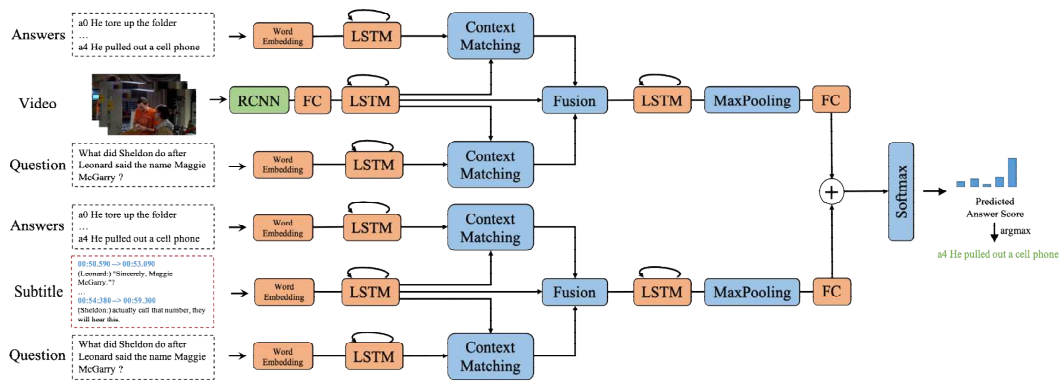 Answers
a0 He tore up the folder
...
a4 He pulled out a cell phone
Word
Embedding
LSTM
Context
Matching
Video
RCNN
FC
LSTM
Fusion
LSTM
MaxPooling
FC
Question
What did Sheldon do after
Leonard said the name Maggie
McGarry ?
Word
Embedding
LSTM
Context
Matching
Answers
a0 He tore up the folder
...
a4 He pulled out a cell phone
Word
Embedding
LSTM
Context
Matching
Subtitle
00:50.590 --> 00:53.090
(Leonard:) "Sincerely, Maggie
McGarry."?
...
00:54:380 --> 00:59.300
(Sheldon:) actually call that number, they
will hear this.
Word
Embedding
LSTM
Fusion
LSTM
MaxPooling
FC
Question
What did Sheldon do after
Leonard said the name Maggie
McGarry ?
Word
Embedding
LSTM
Context
Matching
+
Softmax
Predicted
Answer Score
argmax
a4 He pulled out a cell phone